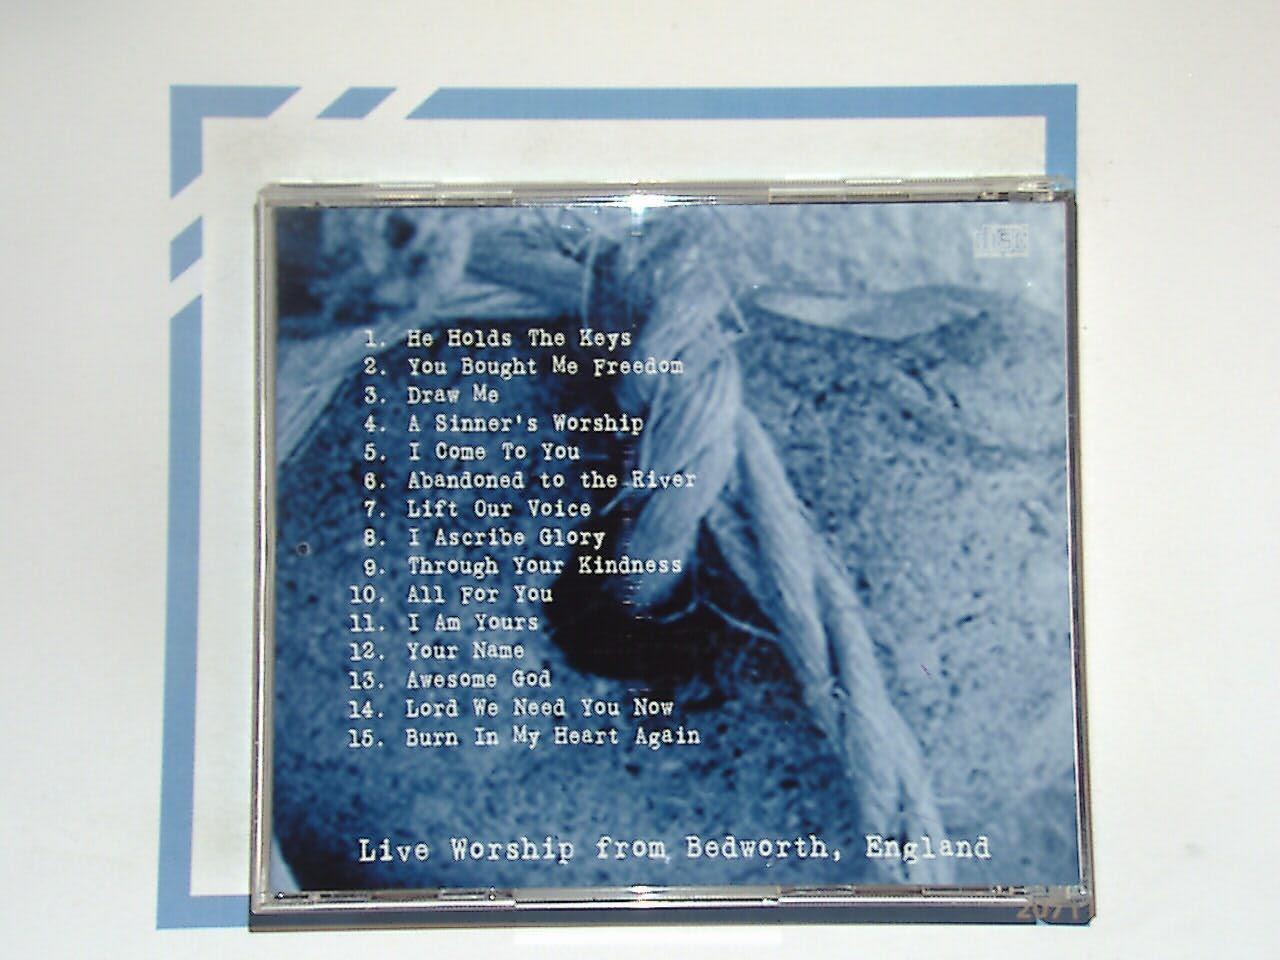 disc
1. He Holds The Keys
2. You Bought Me Freedom
3. Draw Me
4. A Sinner's Worship
5. I Come To You
6. Abandoned to the River
7. Lift Our Voice
8. I Ascribe Glory
9. Through Your Kindness
10. All For You
11. I Am Yours
12. Your Name
13. Awesome God
14. Lord We Need You Now
15. Burn In My Heart Again
Live Worship from Bedworth, England